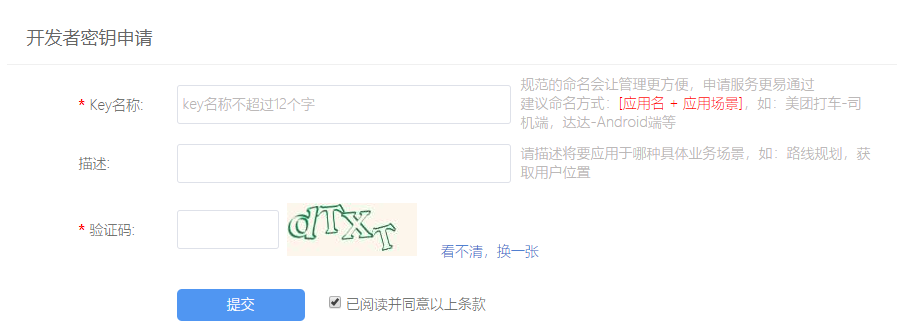 开发者密钥申请
* Key名称:
key名称不超过12个字
规范的命名会让管理更方便，申请服务更易通过
建议命名方式：[应用名 + 应用场景]，如：美团打车-司
机端，达达-Android端等
描述:
请描述将要应用于哪种具体业务场景，如：路线规划，获
取用户位置
* 验证码:
dTXT
看不清，换一张
提交
已阅读并同意以上条款